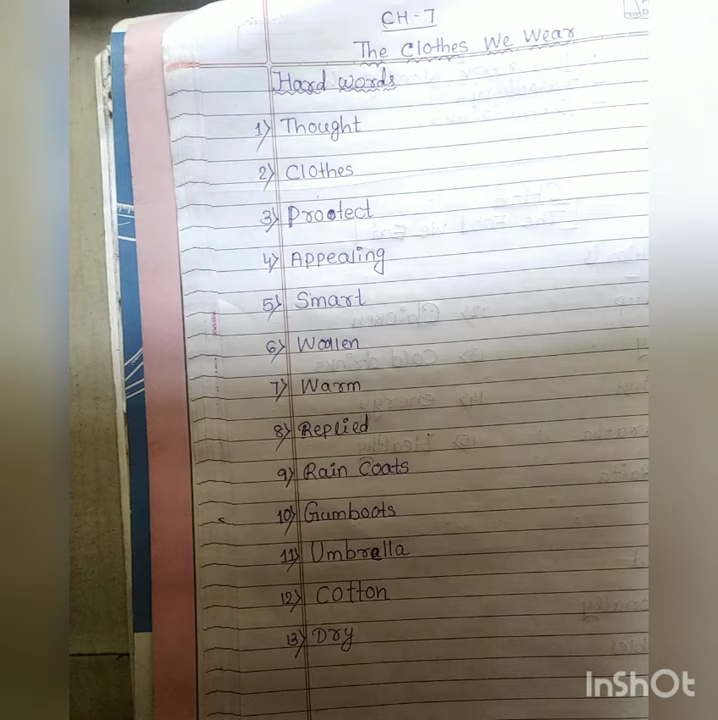 CH-7
The Clothes We Wear
Hard words
1) Thought
2) Clothes
3) Protect
4) Appealing
5) Smart
6) Woolen
7) Warm
8) Replied
9) Rain Coats
10) Gumboots
11) Umbrella
12) Cotton
13) Dry
InShOt